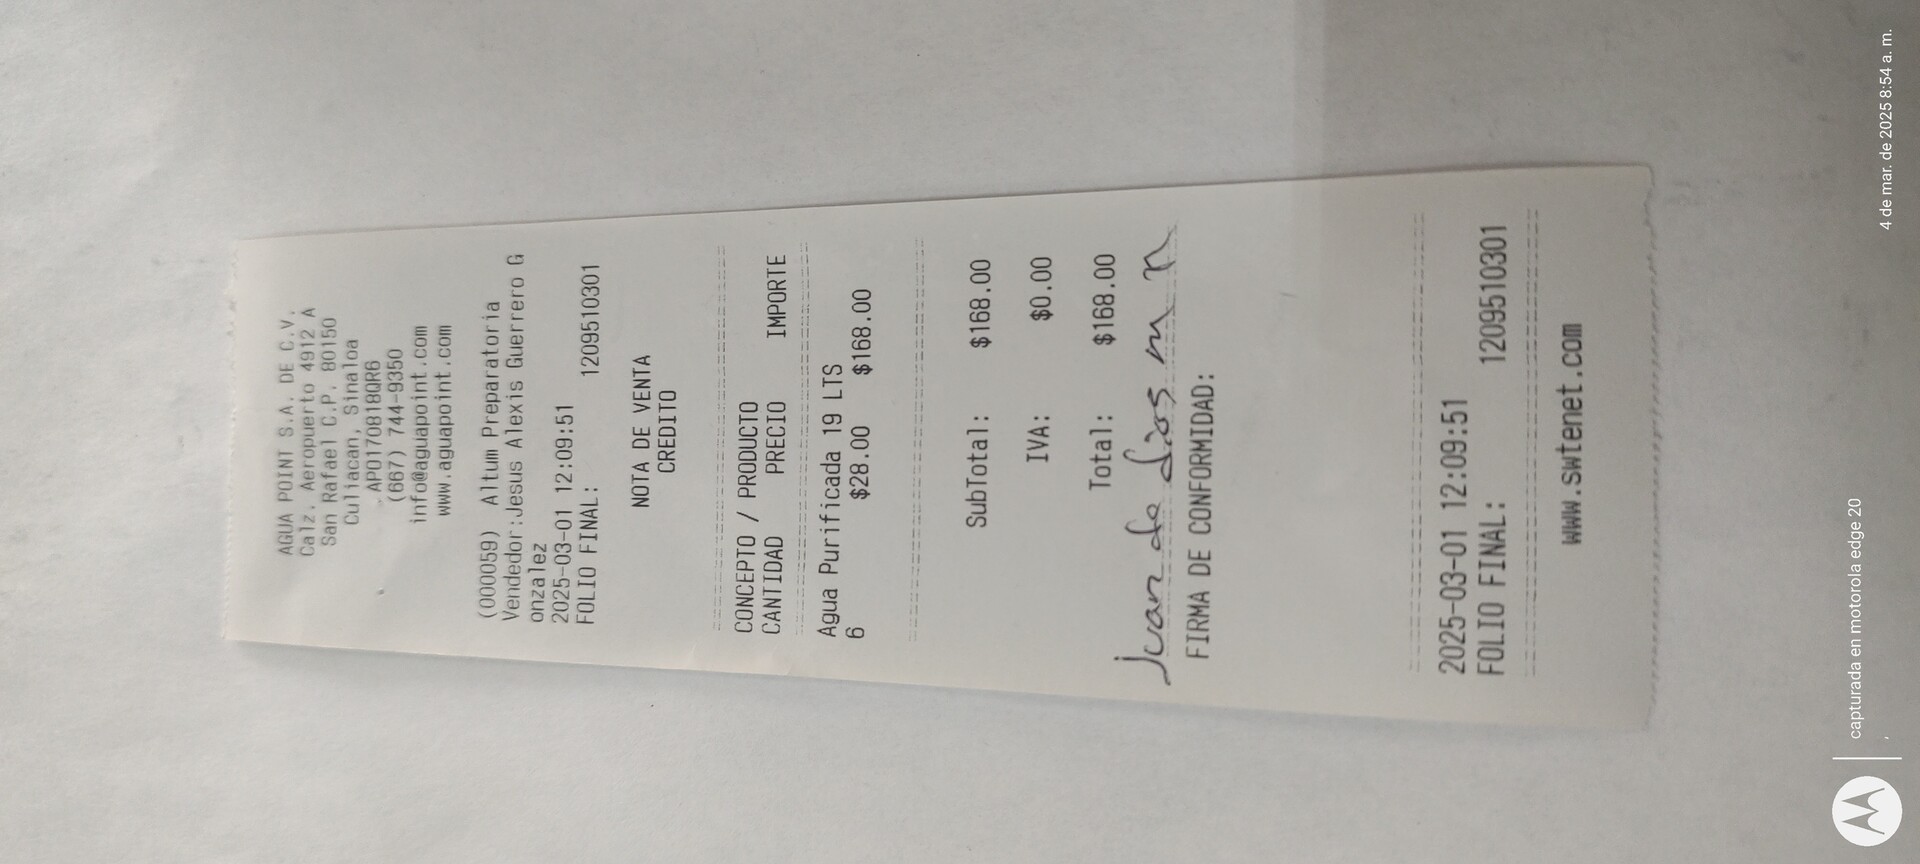 AGUA POINT S.A. DE C.V.
Calz. Aeropuerto 4912 A
San Rafael C.P. 80150
Culiacan, Sinaloa
APO170818QR6
(667) 744-9350
info@aguapoint.com
www.aguapoint.com
(000059) Altum Preparatoria
Vendedor:Jesus Alexis Guerrero G
onzalez
2025-03-01 12:09:51
FOLIO FINAL: 1209510301
NOTA DE VENTA
CREDITO
CONCEPTO / PRODUCTO
CANTIDAD PRECIO IMPORTE
Agua Purificada 19 LTS
6 $28.00 $168.00
SubTotal: $168.00
IVA: $0.00
Total: $168.00
Juan de dios m n
FIRMA DE CONFORMIDAD:
2025-03-01 12:09:51
FOLIO FINAL: 1209510301
www.swtenet.com
capturada en motorola edge 20
4 de mar. de 2025 8:54 a. m.